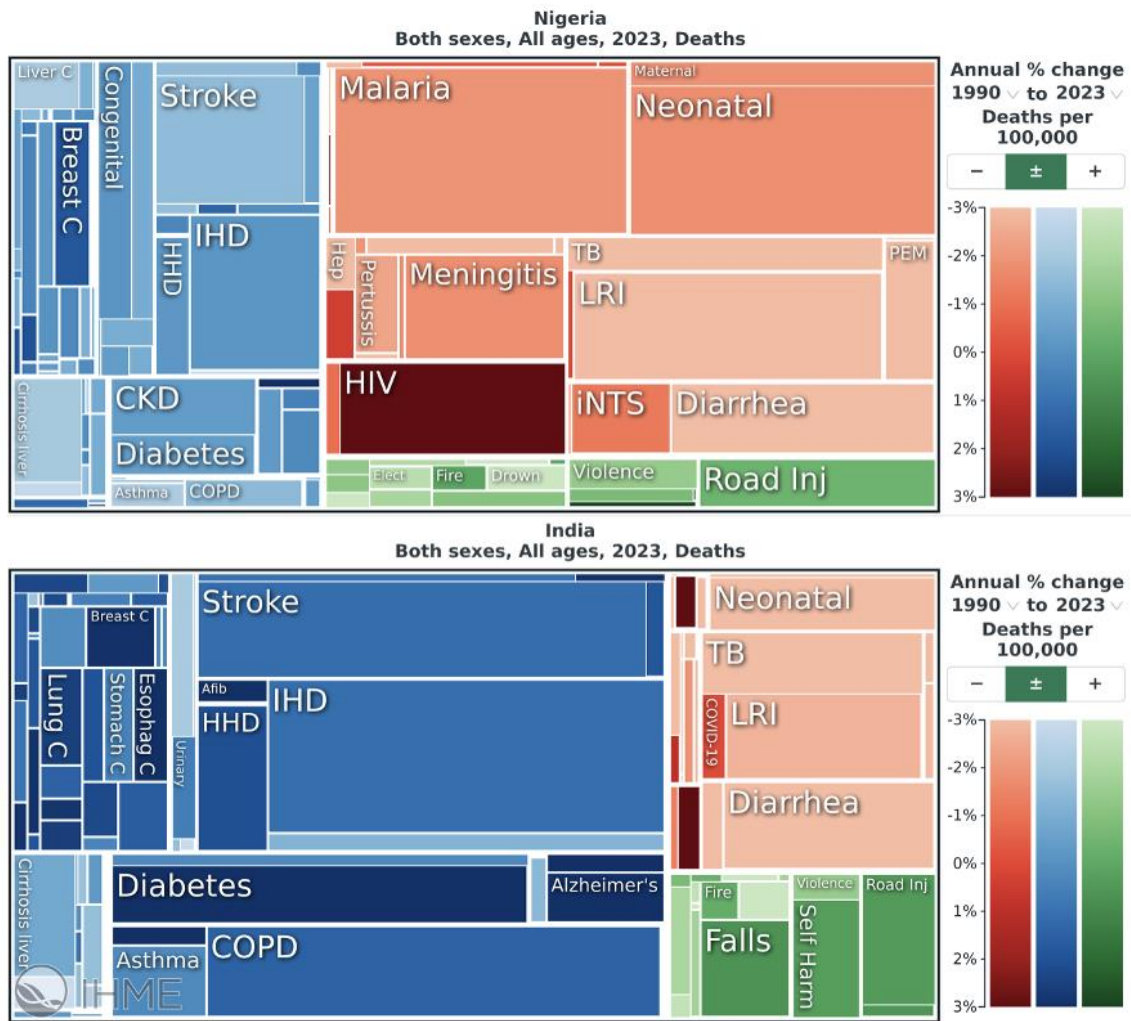 Nigeria
Both sexes, All ages, 2023, Deaths
Liver C
Breast C
Congenital
Stroke
HHD
IHD
Cirrhosis liver
CKD
Diabetes
Asthma
COPD
Malaria
Maternal
Neonatal
Hep
Pertussis
Meningitis
TB
LRI
PEM
HIV
iNTS
Diarrhea
Elect
Fire
Drown
Violence
Road Inj
Annual % change
1990 to 2023
Deaths per
100,000
− ± +
-3%
-2%
-1%
0%
1%
2%
3%
India
Both sexes, All ages, 2023, Deaths
Breast C
Lung C
Stomach C
Esophag C
Urinary
Stroke
Afib
HHD
IHD
Cirrhosis liver
Diabetes
Alzheimer's
Asthma
COPD
Neonatal
TB
COVID-19
LRI
Diarrhea
Fire
Falls
Violence
Self Harm
Road Inj
IHME
Annual % change
1990 to 2023
Deaths per
100,000
− ± +
-3%
-2%
-1%
0%
1%
2%
3%